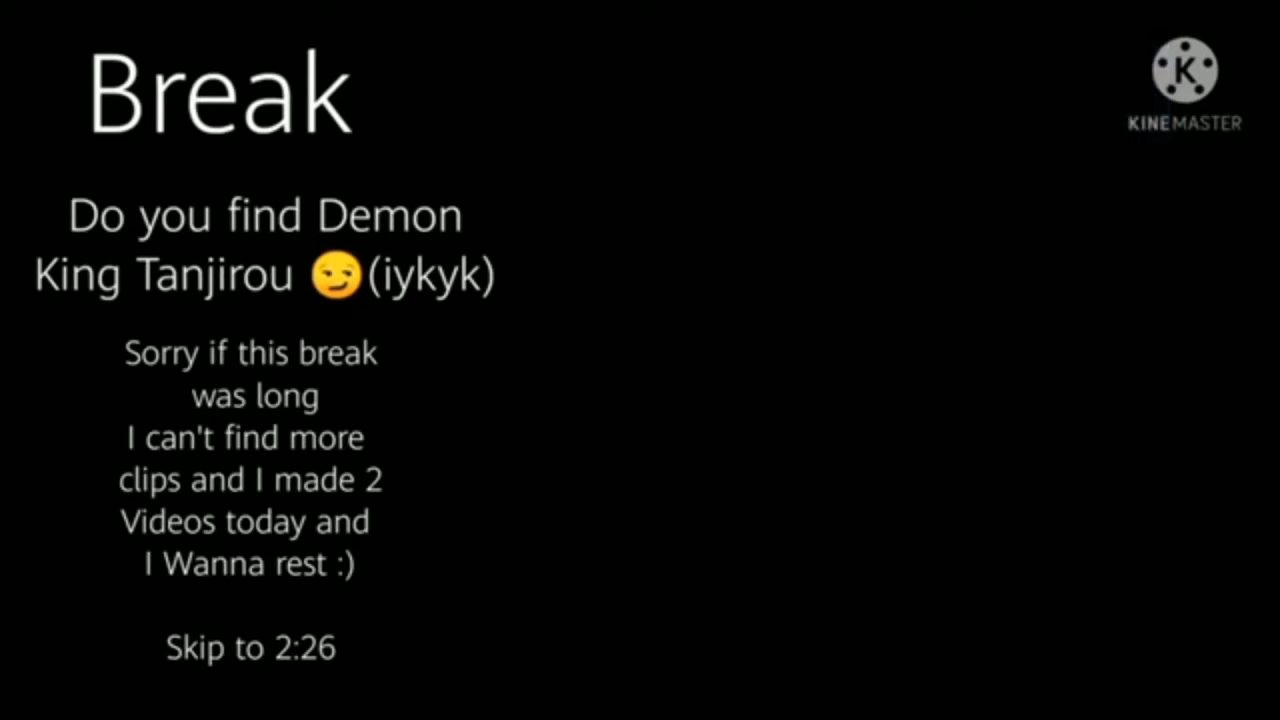 Break
KINEMASTER
Do you find Demon
King Tanjirou 😏(iykyk)
Sorry if this break
was long
I can't find more
clips and I made 2
Videos today and
I Wanna rest :)
Skip to 2:26